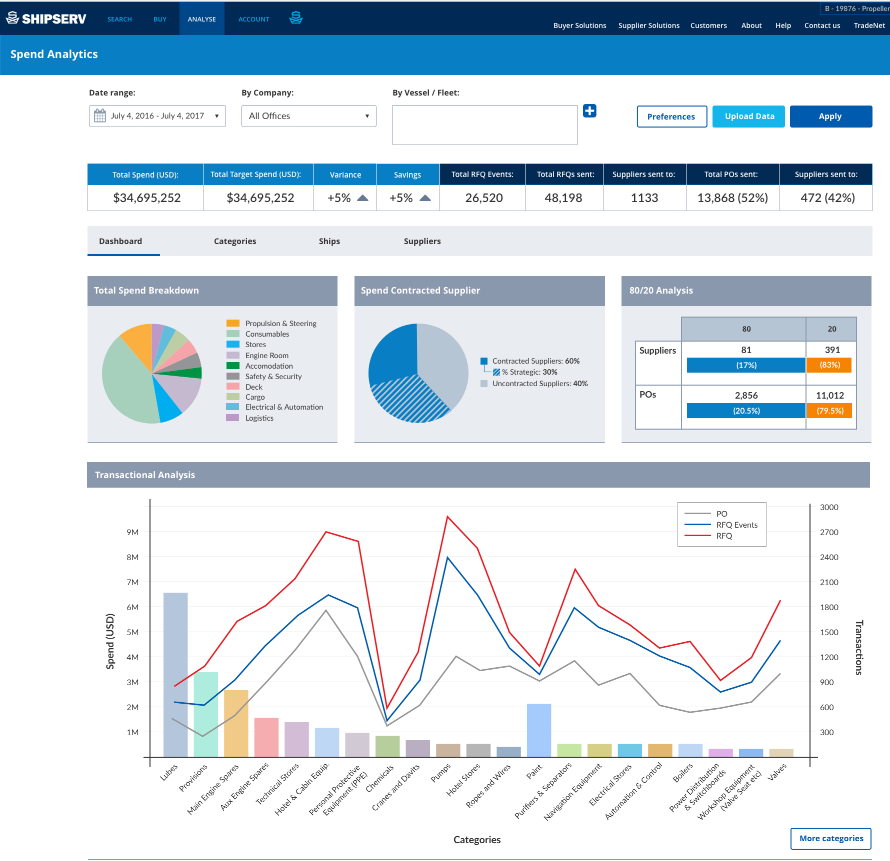 B - 19876 - Propeller
SHIPSERV SEARCH BUY ANALYSE ACCOUNT
Buyer Solutions Supplier Solutions Customers About Help Contact us TradeNet
Spend Analytics
Date range: By Company: By Vessel / Fleet:
July 4, 2016 - July 4, 2017 All Offices Preferences Upload Data Apply
Total Spend (USD): Total Target Spend (USD): Variance Savings Total RFQ Events: Total RFQs sent: Suppliers sent to: Total POs sent: Suppliers sent to:
$34,695,252 $34,695,252 +5% +5% 26,520 48,198 1133 13,868 (52%) 472 (42%)
Dashboard Categories Ships Suppliers
Total Spend Breakdown
Propulsion & Steering
Consumables
Stores
Engine Room
Accomodation
Safety & Security
Deck
Cargo
Electrical & Automation
Logistics
Spend Contracted Supplier
Contracted Suppliers: 60%
% Strategic: 30%
Uncontracted Suppliers: 40%
80/20 Analysis
80 20
Suppliers 81 391
(17%) (83%)
POs 2,856 11,012
(20.5%) (79.5%)
Transactional Analysis
PO
RFQ Events
RFQ
Spend (USD)
9M
8M
7M
6M
5M
4M
3M
2M
1M
3000
2700
2400
2100
1800
1500
1200
900
600
300
Transactions
Lubes
Provisions
Main Engine Spares
Aux Engine Spares
Technical Stores
Hotel & Cable Equip.
Personal Protective
Equipment (PPE)
Chemicals
Cranes and Davits
Pumps
Hotel Stores
Ropes and Wires
Paint
Purifiers & Separators
Navigation Equipment
Electrical Stores
Automation & Control
Boilers
Power Distribution
& Switchboards
Workshop Equipment
(Valve Seat etc)
Valves
Categories
More categories